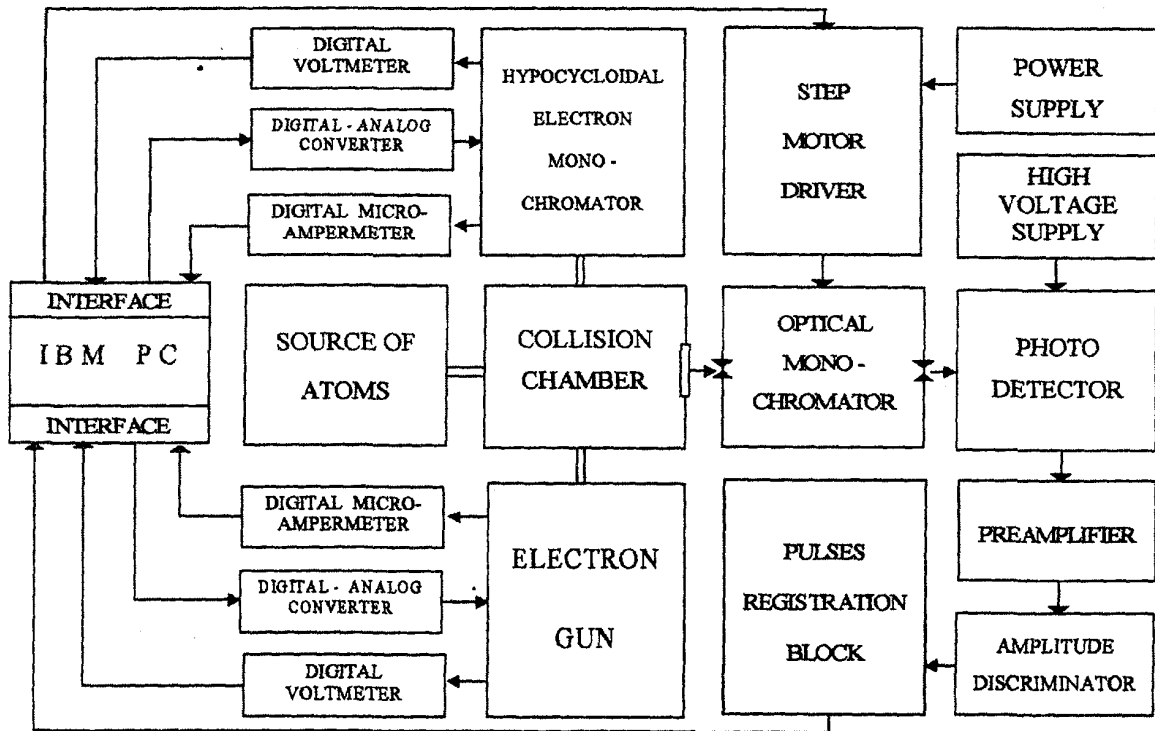 DIGITAL
VOLTMETER
DIGITAL - ANALOG
CONVERTER
DIGITAL MICRO-
AMPERMETER
HYPOCYCLOIDAL
ELECTRON
MONO -
CHROMATOR
STEP
MOTOR
DRIVER
POWER
SUPPLY
HIGH
VOLTAGE
SUPPLY
INTERFACE
IBM PC
INTERFACE
SOURCE OF
ATOMS
COLLISION
CHAMBER
OPTICAL
MONO -
CHROMATOR
PHOTO
DETECTOR
DIGITAL MICRO-
AMPERMETER
DIGITAL - ANALOG
CONVERTER
DIGITAL
VOLTMETER
ELECTRON
GUN
PULSES
REGISTRATION
BLOCK
PREAMPLIFIER
AMPLITUDE
DISCRIMINATOR